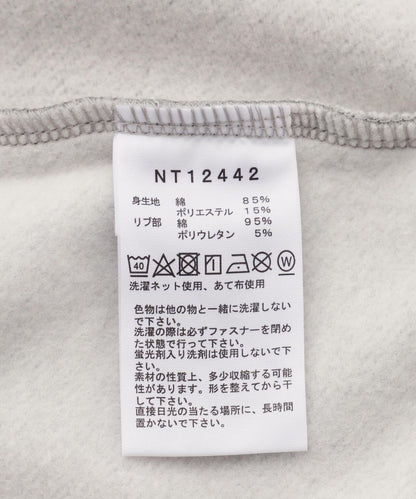 NT12442
身生地 綿 85%
ポリエステル 15%
リブ部 綿 95%
ポリウレタン 5%
40 W
洗濯ネット使用、あて布使用
色物は他の物と一緒に洗濯しない
で下さい。
洗濯の際は必ずファスナーを閉め
た状態で行って下さい。
蛍光剤入り洗剤は使用しないで下
さい。
素材の性質上、多少収縮する可能
性があります。形を整えてから干
して下さい。
直接日光の当たる場所に、長時間
置かないで下さい。